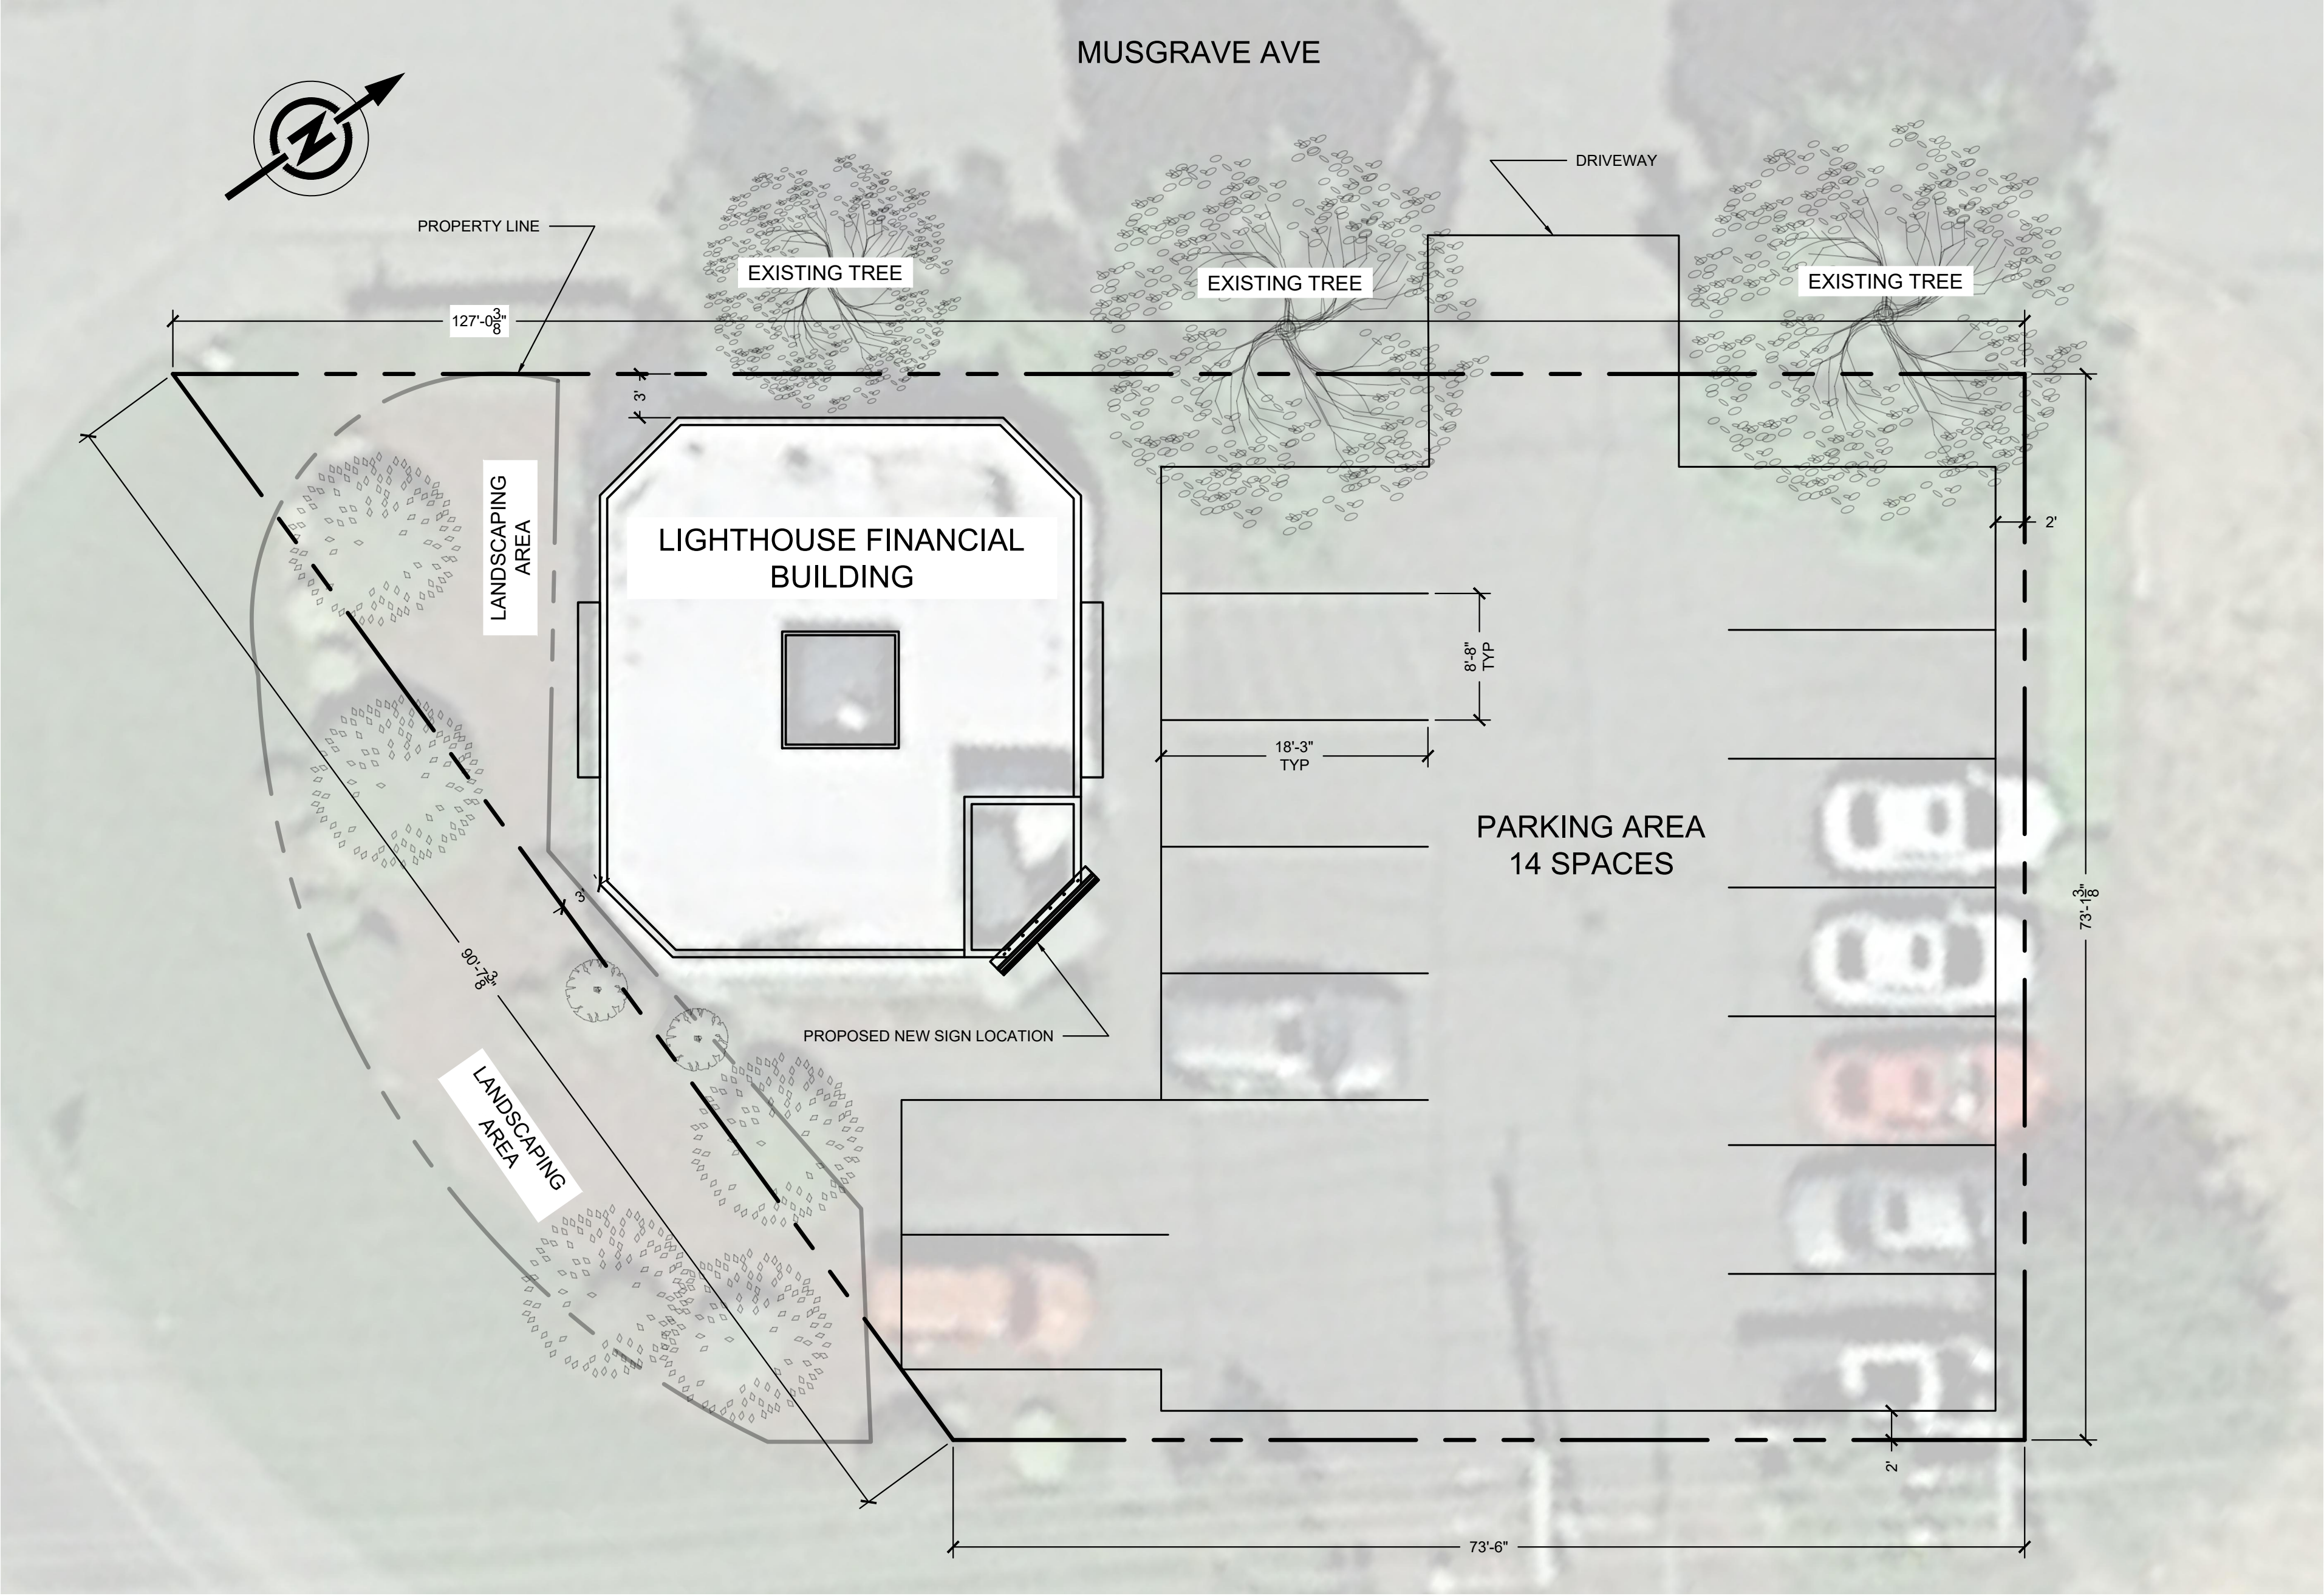 MUSGRAVE AVE
N
DRIVEWAY
PROPERTY LINE
EXISTING TREE
EXISTING TREE
EXISTING TREE
127'-0 3/8"
3'
LANDSCAPING
AREA
LIGHTHOUSE FINANCIAL
BUILDING
2'
8'-8"
TYP
18'-3"
TYP
PARKING AREA
14 SPACES
73'-1 3/8"
3'
90'-7 3/8"
PROPOSED NEW SIGN LOCATION
LANDSCAPING
AREA
2'
73'-6"